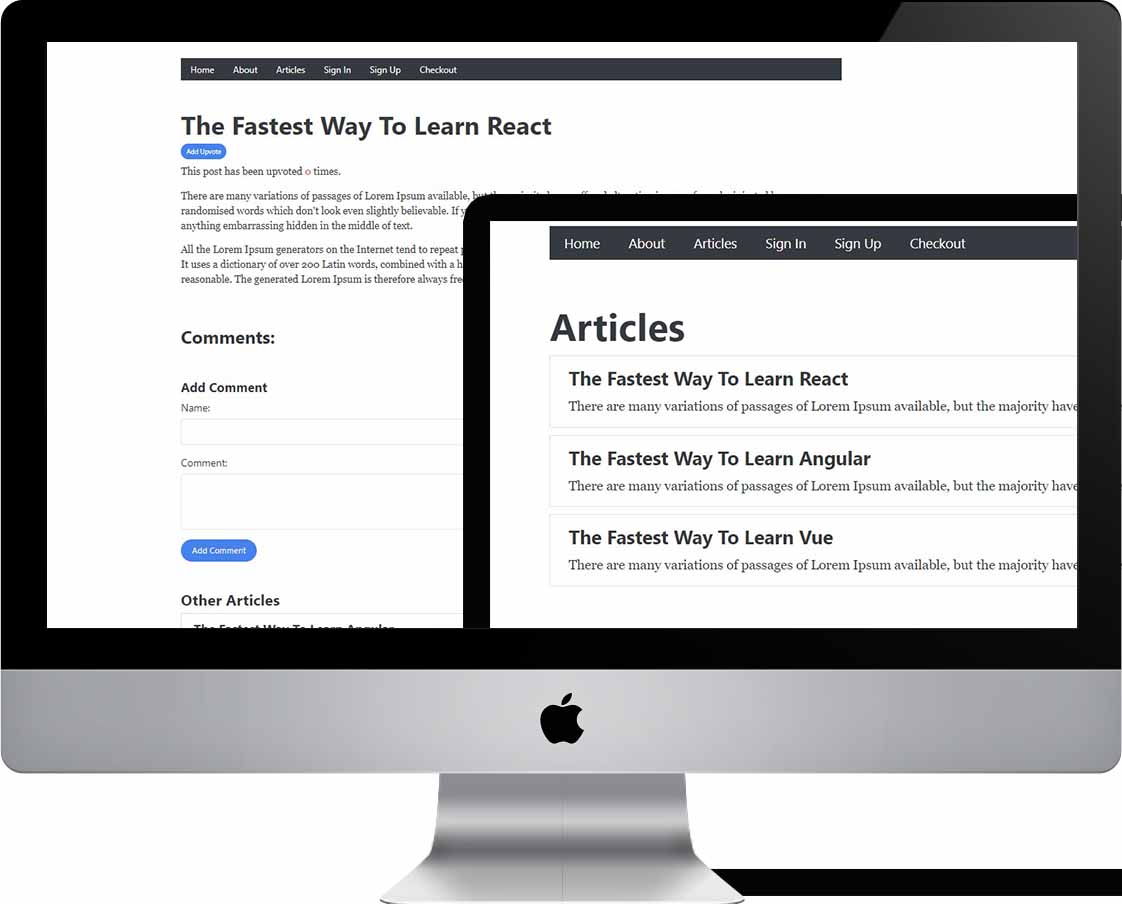 Home About Articles Sign In Sign Up Checkout
The Fastest Way To Learn React
Add Upvote
This post has been upvoted 0 times.
There are many variations of passages of Lorem Ipsum available,
randomised words which don't look even slightly believable. If
anything embarrassing hidden in the middle of text.
All the Lorem Ipsum generators on the Internet tend to repeat
It uses a dictionary of over 200 Latin words, combined with a
reasonable. The generated Lorem Ipsum is therefore always
Comments:
Add Comment
Name:
Comment:
Add Comment
Other Articles
The Fastest Way To Learn Angular
Home About Articles Sign In Sign Up Checkout
Articles
The Fastest Way To Learn React
There are many variations of passages of Lorem Ipsum available, but the majority have
The Fastest Way To Learn Angular
There are many variations of passages of Lorem Ipsum available, but the majority have
The Fastest Way To Learn Vue
There are many variations of passages of Lorem Ipsum available, but the majority have